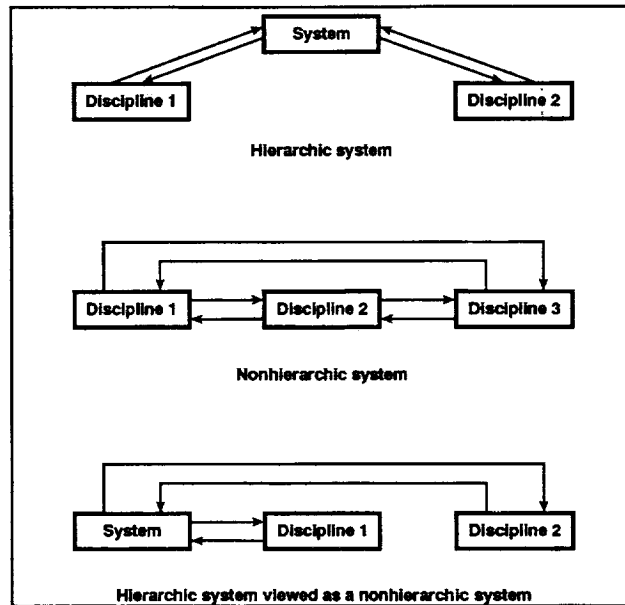 System
Discipline 1
Discipline 2
Hierarchic system
Discipline 1
Discipline 2
Discipline 3
Nonhierarchic system
System
Discipline 1
Discipline 2
Hierarchic system viewed as a nonhierarchic system